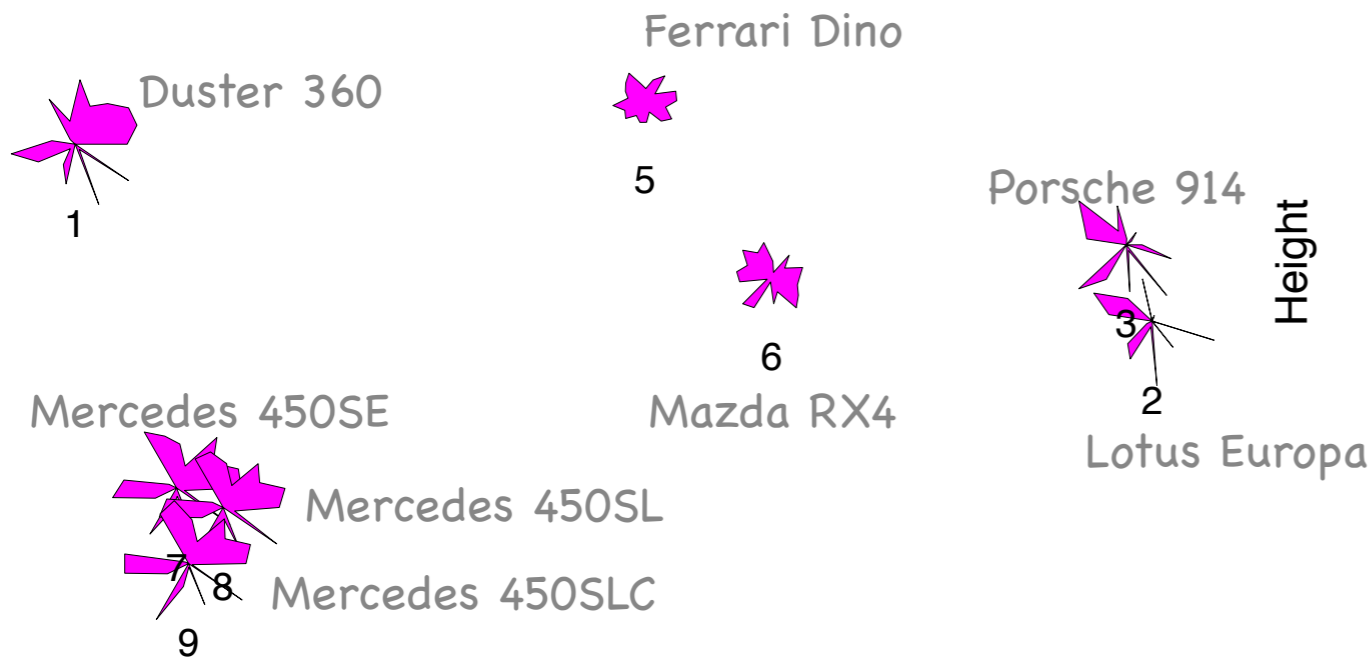 Ferrari Dino
Duster 360
5
Porsche 914
1
Height
3
6
2
Mercedes 450SE
Mazda RX4
Lotus Europa
Mercedes 450SL
7
8
Mercedes 450SLC
9